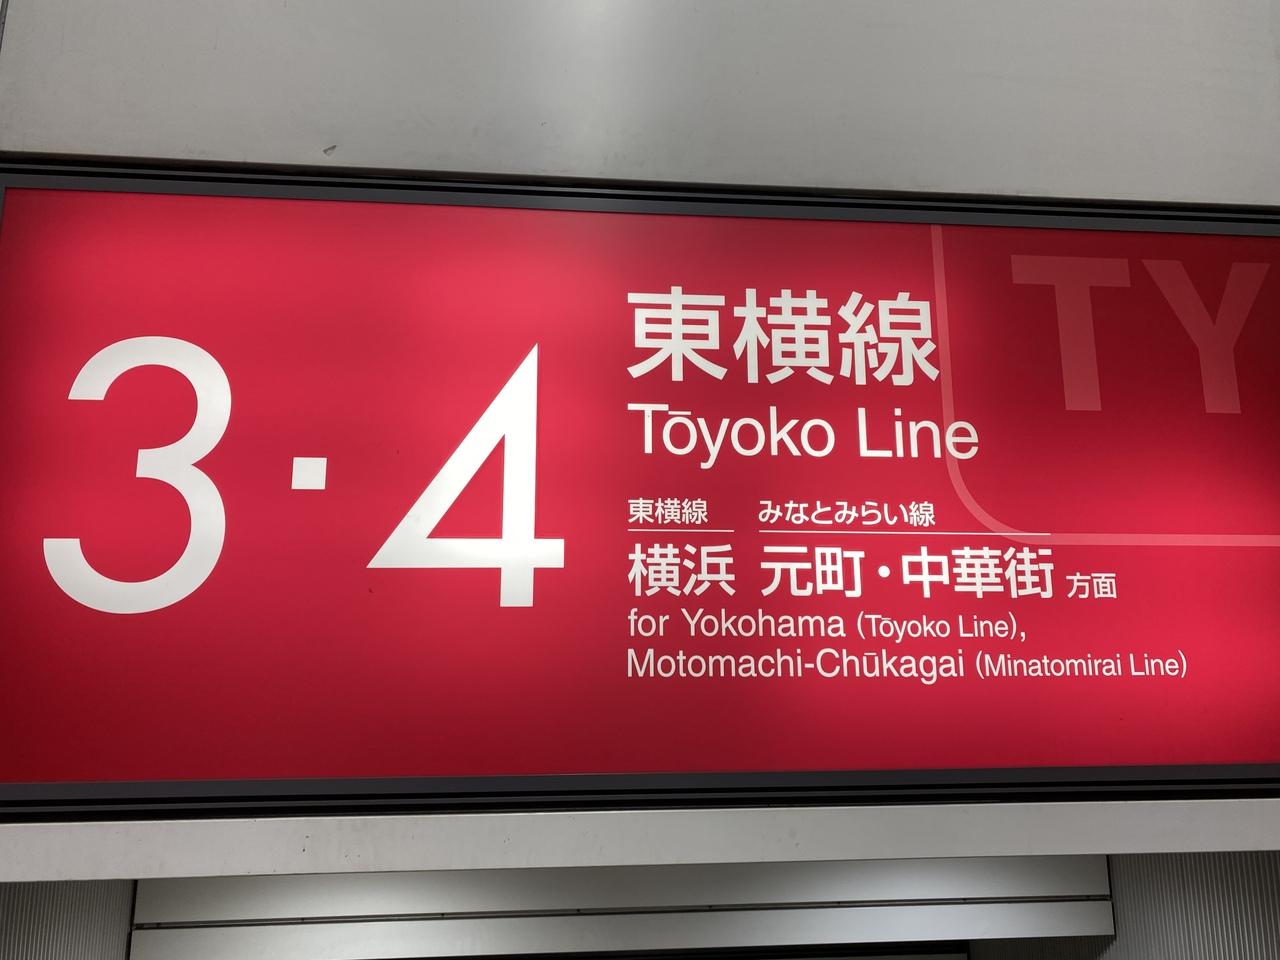 3・4
東横線
Tōyoko Line
TY
東横線 みなとみらい線
横浜 元町・中華街 方面
for Yokohama (Tōyoko Line),
Motomachi-Chūkagai (Minatomirai Line)